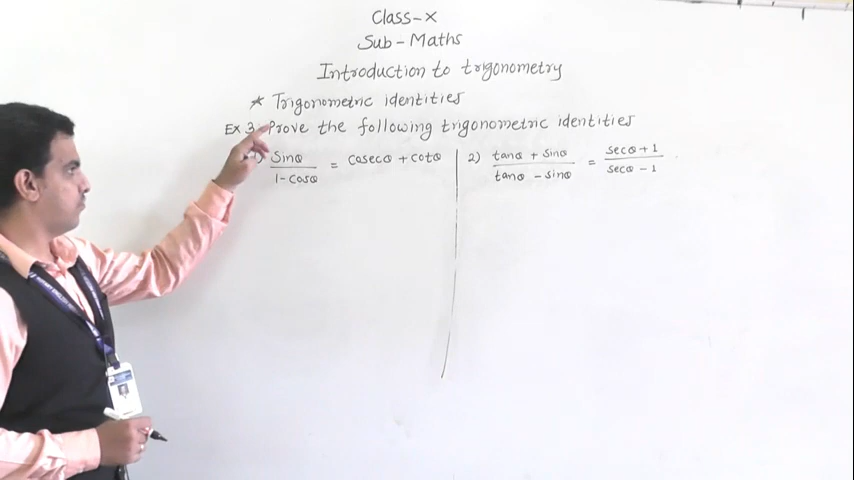 Class-X
Sub-Maths
Introduction to trigonometry
* Trigonometric identities
Ex 3. Prove the following trigonometric identities
1) Sinθ / 1-cosθ = cosecθ + cotθ
2) tanθ + sinθ / tanθ - sinθ = secθ + 1 / secθ - 1